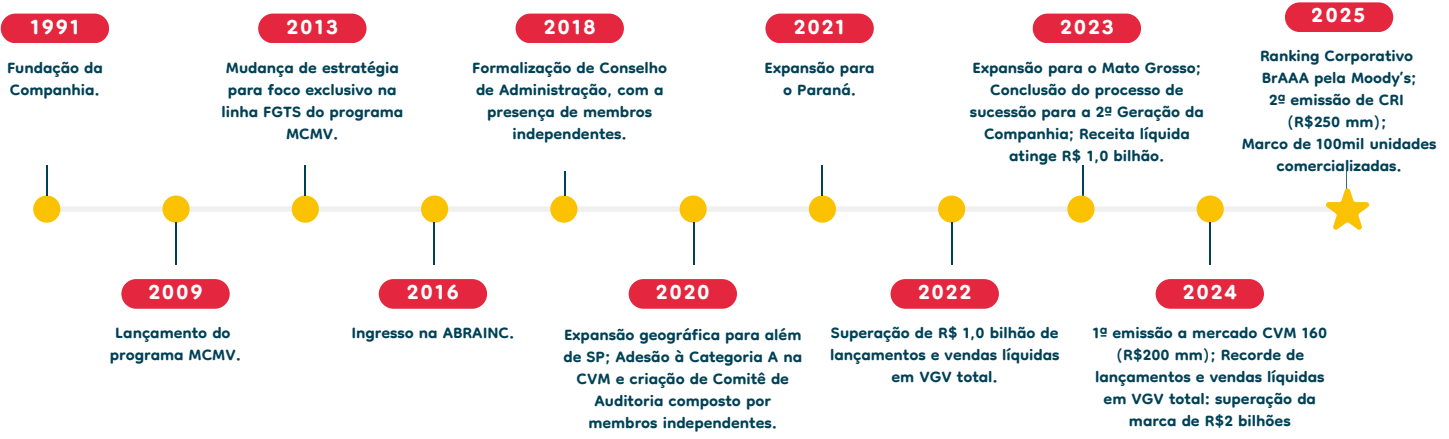 1991
Fundação da
Companhia.
2009
Lançamento do
programa MCMV.
2013
Mudança de estratégia
para foco exclusivo na
linha FGTS do programa
MCMV.
2016
Ingresso na ABRAINC.
2018
Formalização de Conselho
de Administração, com a
presença de membros
independentes.
2020
Expansão geográfica para além
de SP; Adesão à Categoria A na
CVM e criação de Comitê de
Auditoria composto por
membros independentes.
2021
Expansão para
o Paraná.
2022
Superação de R$ 1,0 bilhão de
lançamentos e vendas líquidas
em VGV total.
2023
Expansão para o Mato Grosso;
Conclusão do processo de
sucessão para a 2ª Geração da
Companhia; Receita líquida
atinge R$ 1,0 bilhão.
2024
1ª emissão a mercado CVM 160
(R$200 mm); Recorde de
lançamentos e vendas líquidas
em VGV total: superação da
marca de R$2 bilhões
2025
Ranking Corporativo
BrAAA pela Moody's;
2ª emissão de CRI
(R$250 mm);
Marco de 100mil unidades
comercializadas.